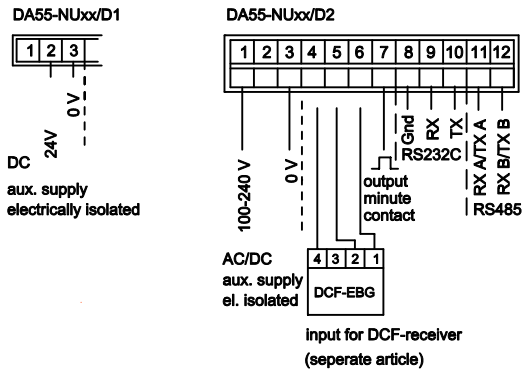 DA55-NUxx/D1
1 2 3
24V
0 V
DC
aux. supply
electrically isolated
DA55-NUxx/D2
1 2 3 4 5 6 7 8 9 10 11 12
100-240 V
0 V
output
minute
contact
Gnd
RX
TX
RS232C
RX A/TX A
RX B/TX B
RS485
AC/DC
aux. supply
el. isolated
4 3 2 1
DCF-EBG
input for DCF-receiver
(seperate article)